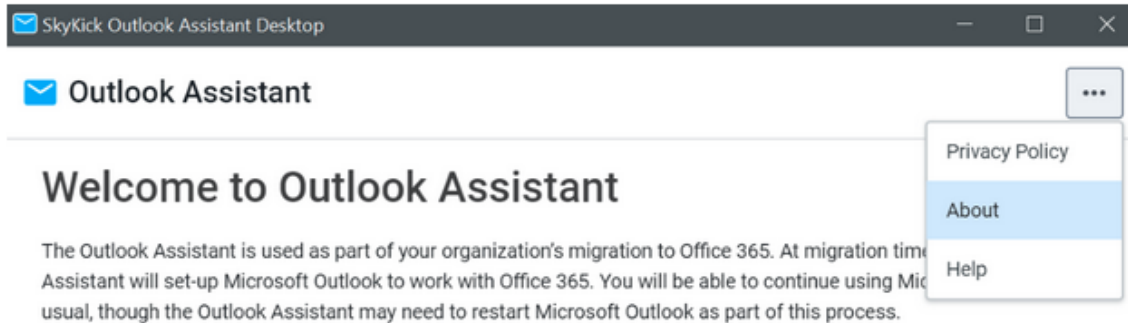 SkyKick Outlook Assistant Desktop
Outlook Assistant
Privacy Policy
About
Help
Welcome to Outlook Assistant
The Outlook Assistant is used as part of your organization's migration to Office 365. At migration
Assistant will set-up Microsoft Outlook to work with Office 365. You will be able to continue using
usual, though the Outlook Assistant may need to restart Microsoft Outlook as part of this process.